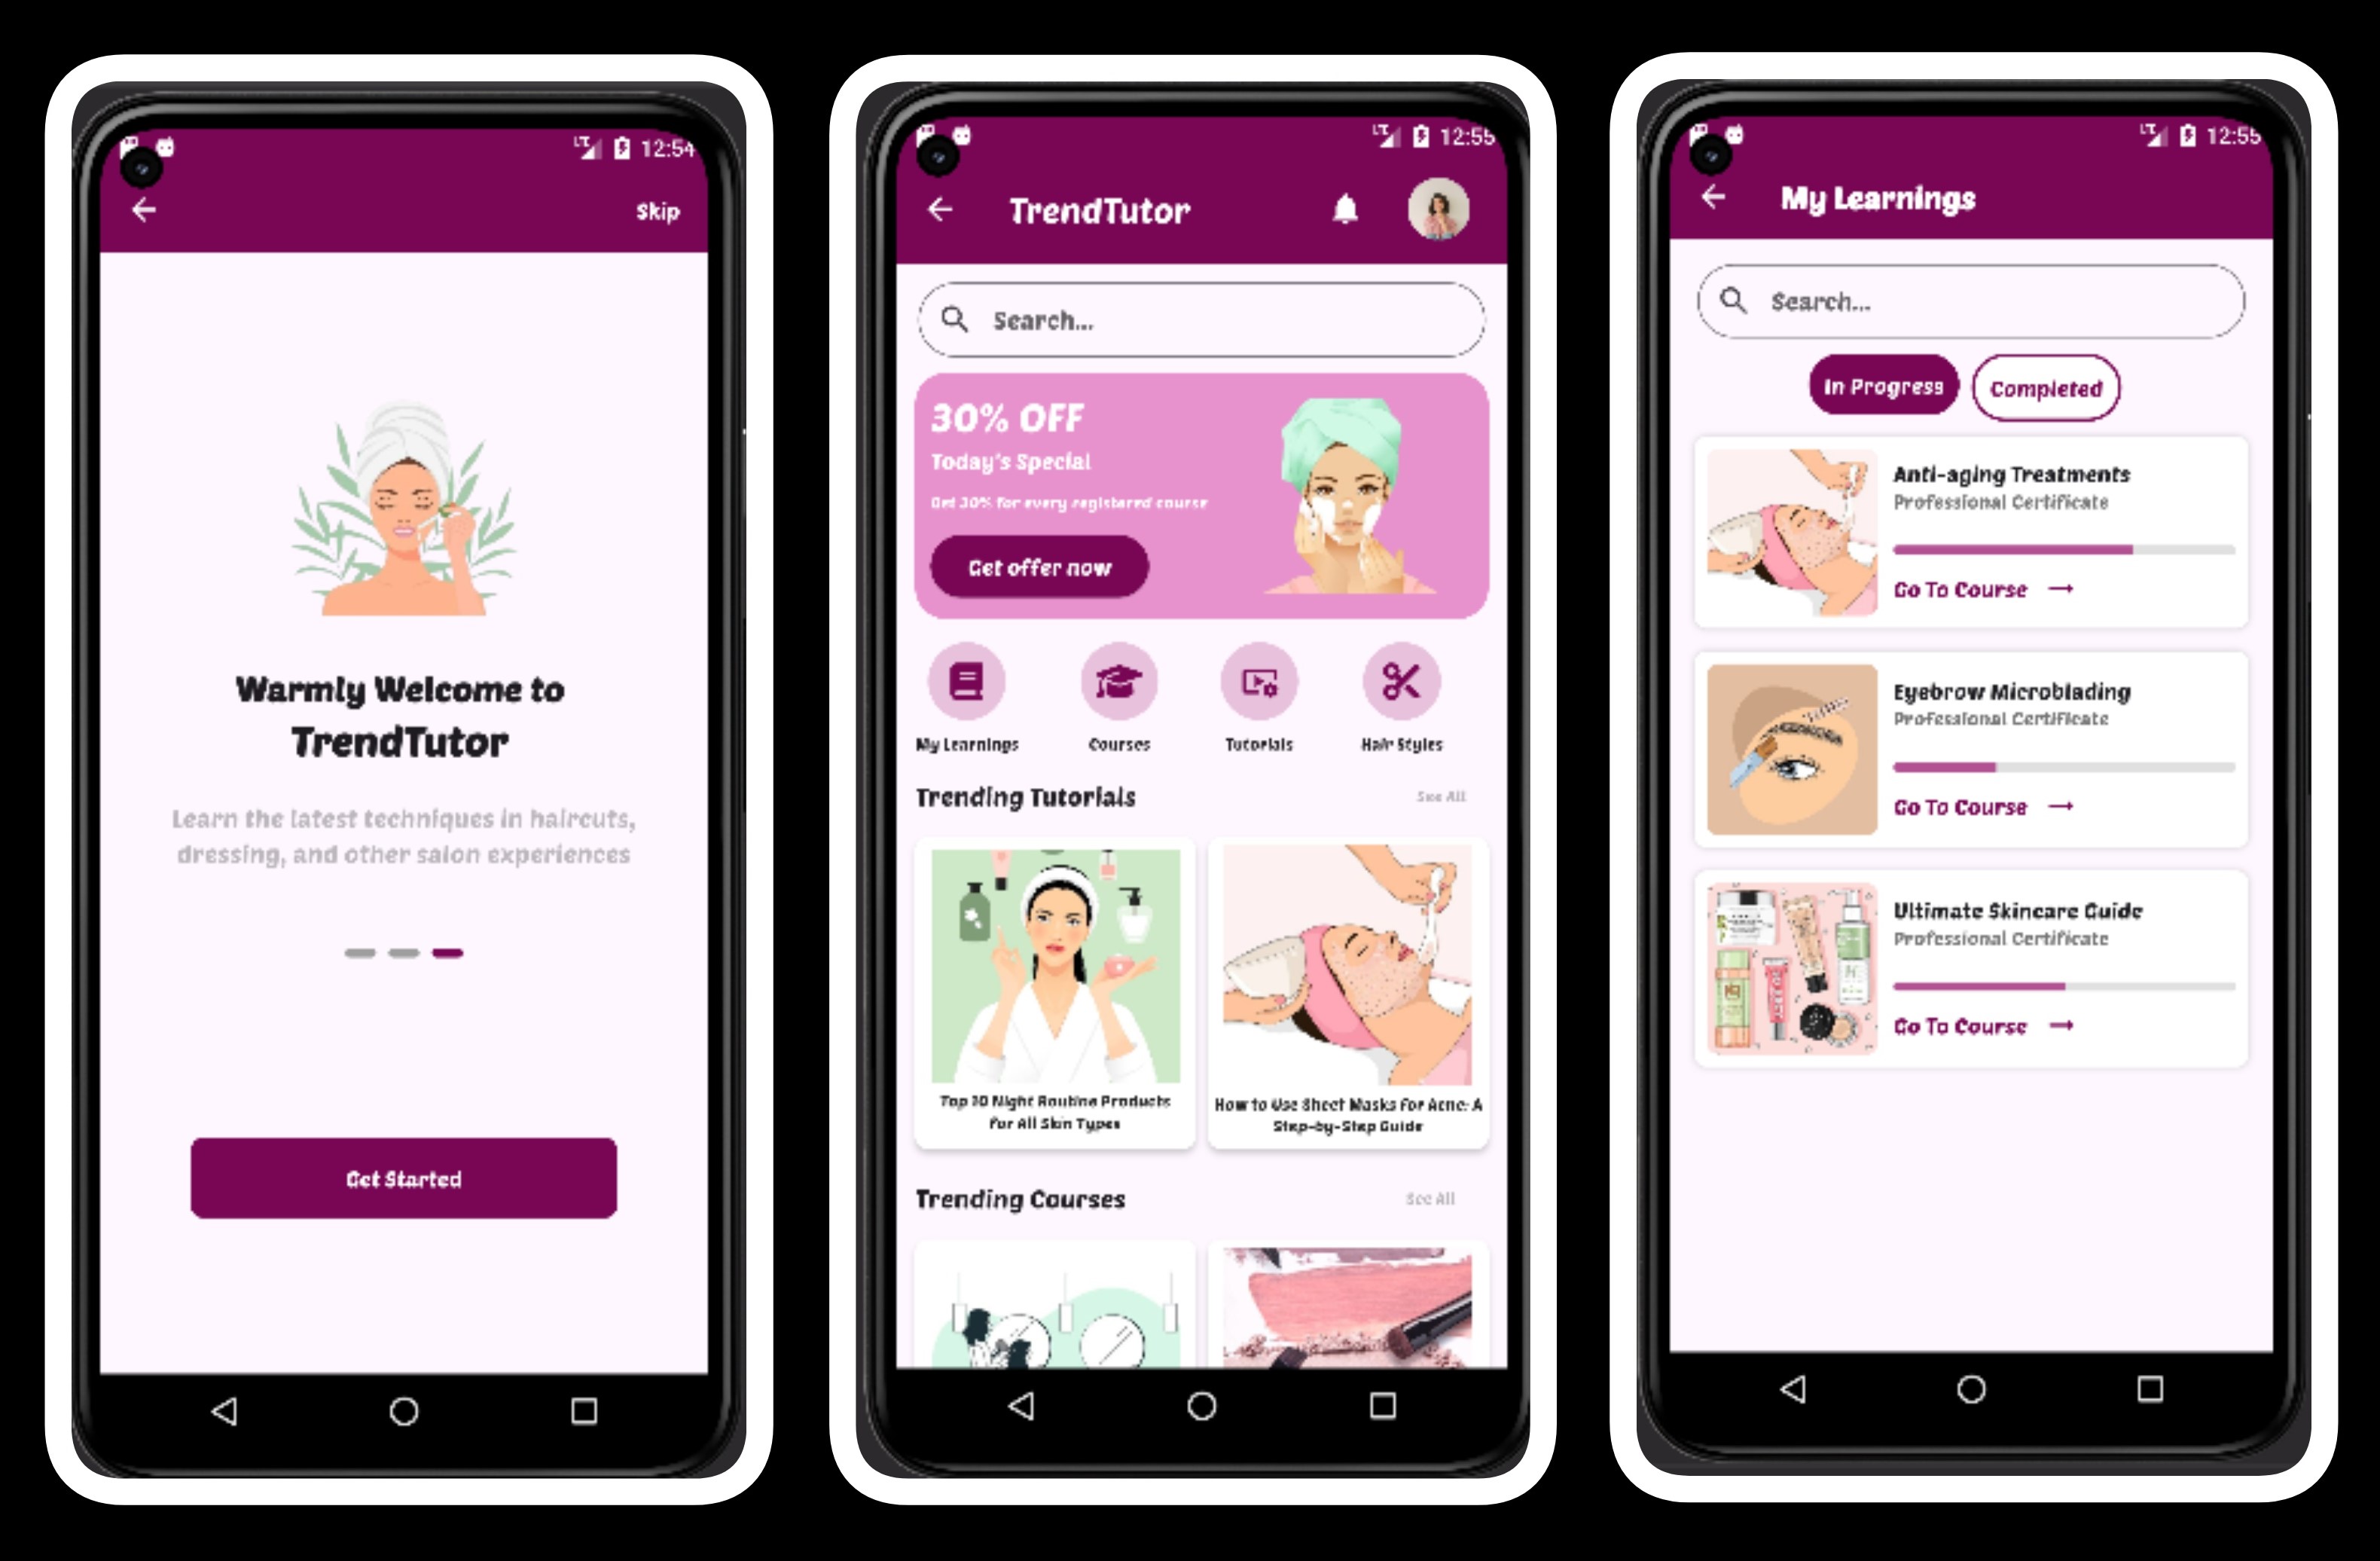 12:54
Skip
Warmly Welcome to
TrendTutor
Learn the latest techniques in haircuts,
dressing, and other salon experiences
Get Started
12:55
TrendTutor
Search...
30% OFF
Today's Special
Get 30% for every registered course
Get offer now
My Learnings
Courses
Tutorials
Hair Styles
Trending Tutorials
See All
Top 10 Night Routine Products
for All Skin Types
How to Use Sheet Masks for Acne: A
Step-by-Step Guide
Trending Courses
See All
12:55
My Learnings
Search...
In Progress
Completed
Anti-aging Treatments
Professional Certificate
Go To Course
Eyebrow Microblading
Professional Certificate
Go To Course
Ultimate Skincare Guide
Professional Certificate
Go To Course